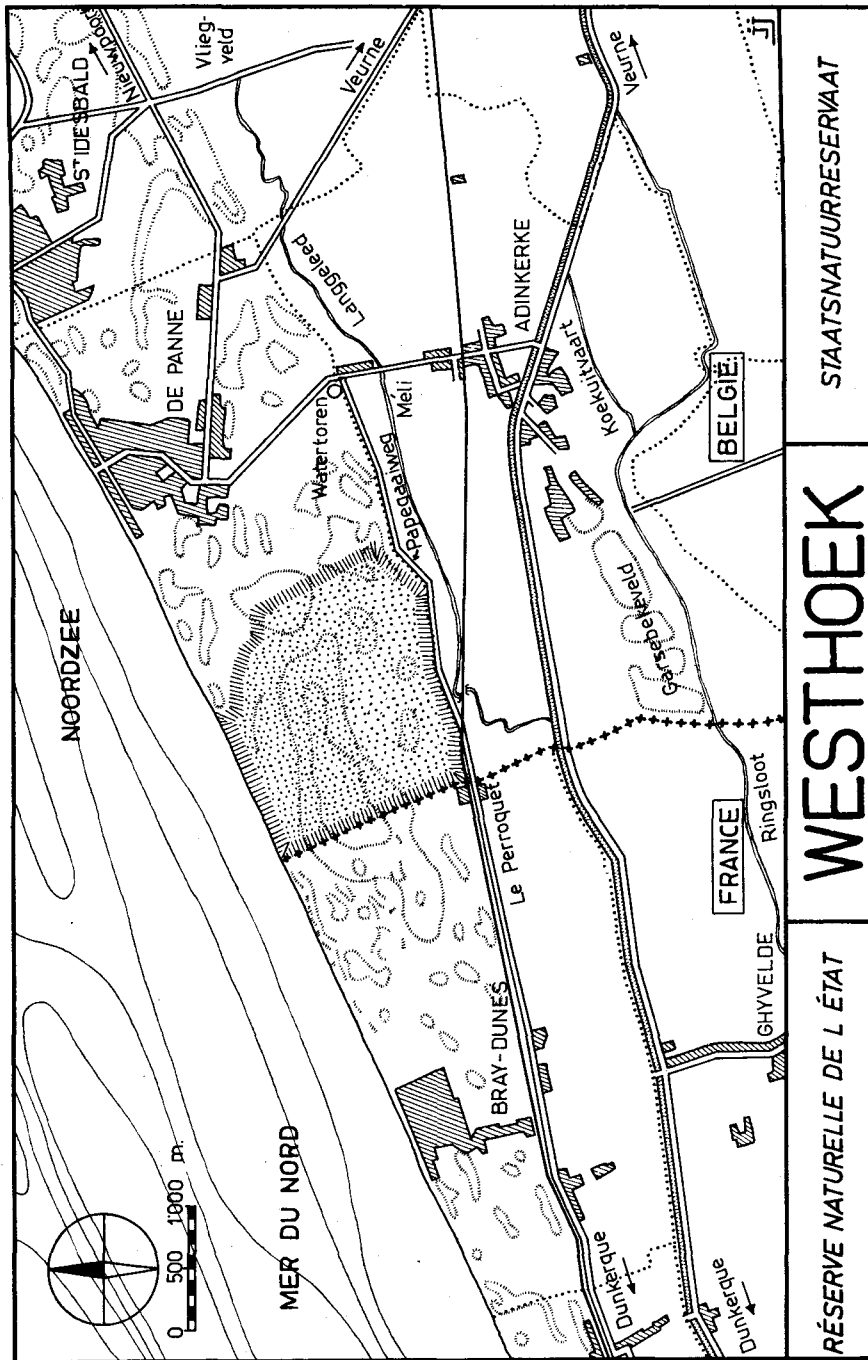 NOORDZEE
MER DU NORD
0 500 1000 m.
ST IDESBALD
Nieuwpoort
Vlieg-
veld
Veurne
DE PANNE
Langgeleed
Watertoren
Papegaaiweg
Meli
ADINKERKE
Veurne
Koekuitvaart
Garsebekeveld
BELGIË
BRAY-DUNES
Le Perroquet
FRANCE
Ringsloot
GHYVELDE
Dunkerque
Dunkerque
jj
RÉSERVE NATURELLE DE L ÉTAT
WESTHOEK
STAATSNATUURRESERVAAT